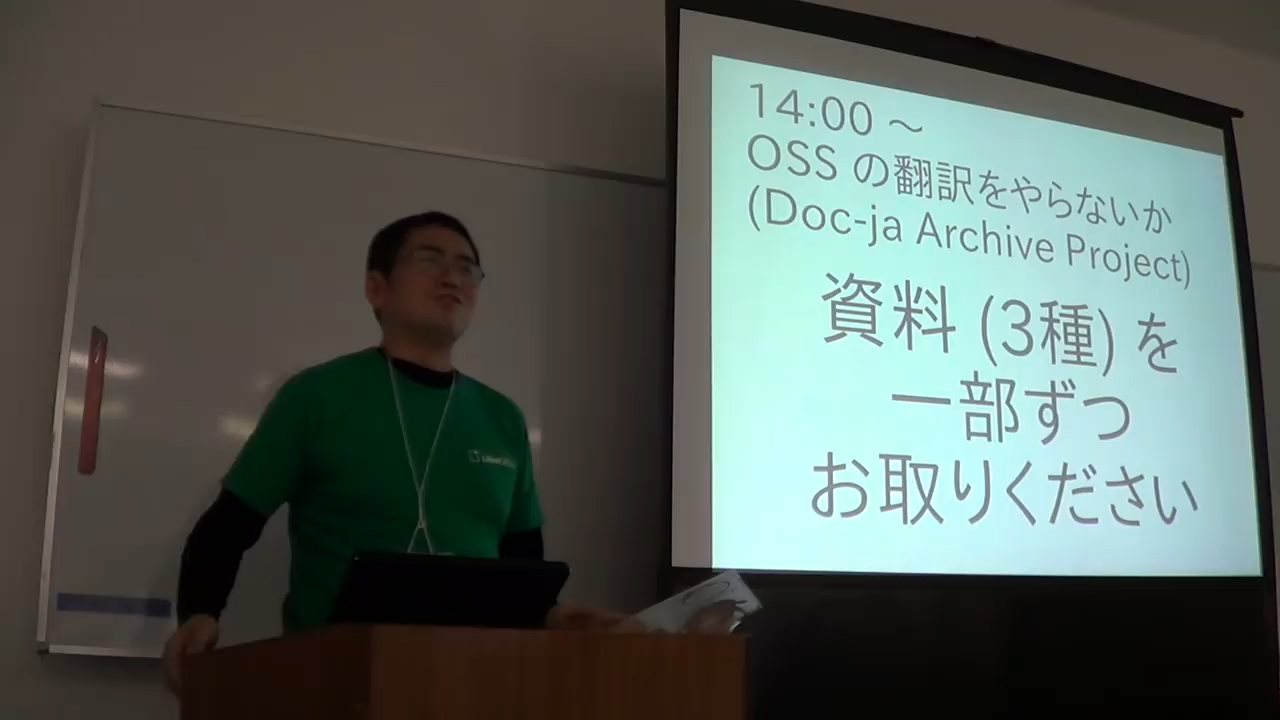 14:00 ～
OSS の翻訳をやらないか
(Doc-ja Archive Project)
資料 (3種) を
一部ずつ
お取りください